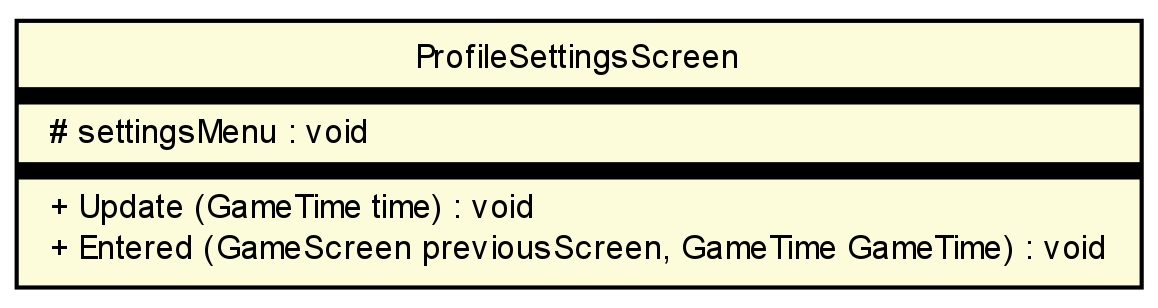 ProfileSettingsScreen
# settingsMenu : void
+ Update (GameTime time) : void
+ Entered (GameScreen previousScreen, GameTime GameTime) : void